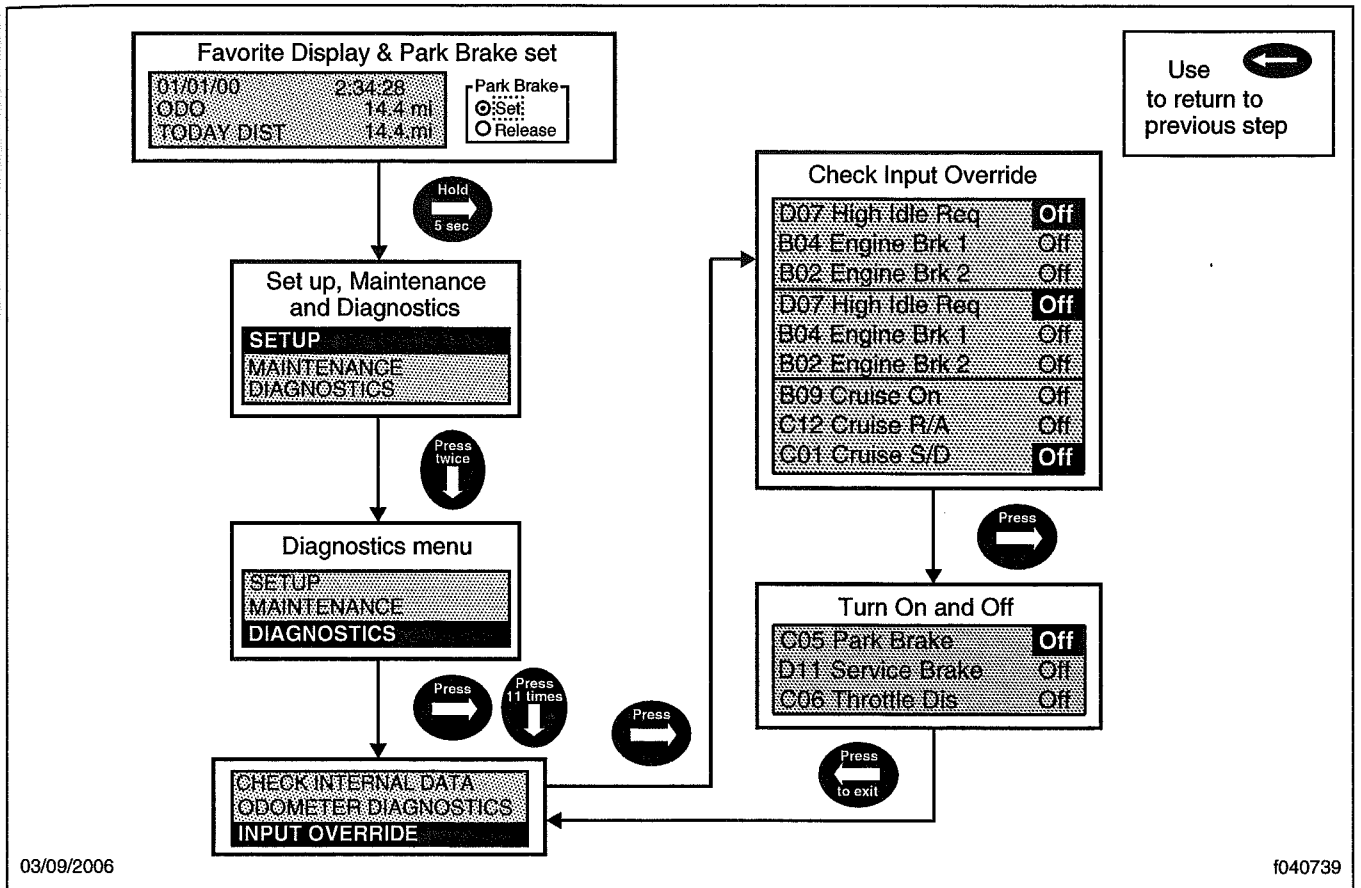 Favorite Display & Park Brake set
01/01/00 2:34:28
ODO 14.4 mi
TODAY DIST 14.4 mi
Park Brake
Set
Release
Hold
5 sec
Set up, Maintenance
and Diagnostics
SETUP
MAINTENANCE
DIAGNOSTICS
Press
twice
Diagnostics menu
SETUP
MAINTENANCE
DIAGNOSTICS
Press
Press
11 times
CHECK INTERNAL DATA
ODOMETER DIAGNOSTICS
INPUT OVERRIDE
Press
Check Input Override
D07 High Idle Req Off
B04 Engine Brk 1 Off
B02 Engine Brk 2 Off
D07 High Idle Req Off
B04 Engine Brk 1 Off
B02 Engine Brk 2 Off
B09 Cruise On Off
C12 Cruise R/A Off
C01 Cruise S/D Off
Press
Turn On and Off
C05 Park Brake Off
D11 Service Brake Off
C06 Throttle Dis Off
Press
to exit
Use
to return to
previous step
03/09/2006
f040739